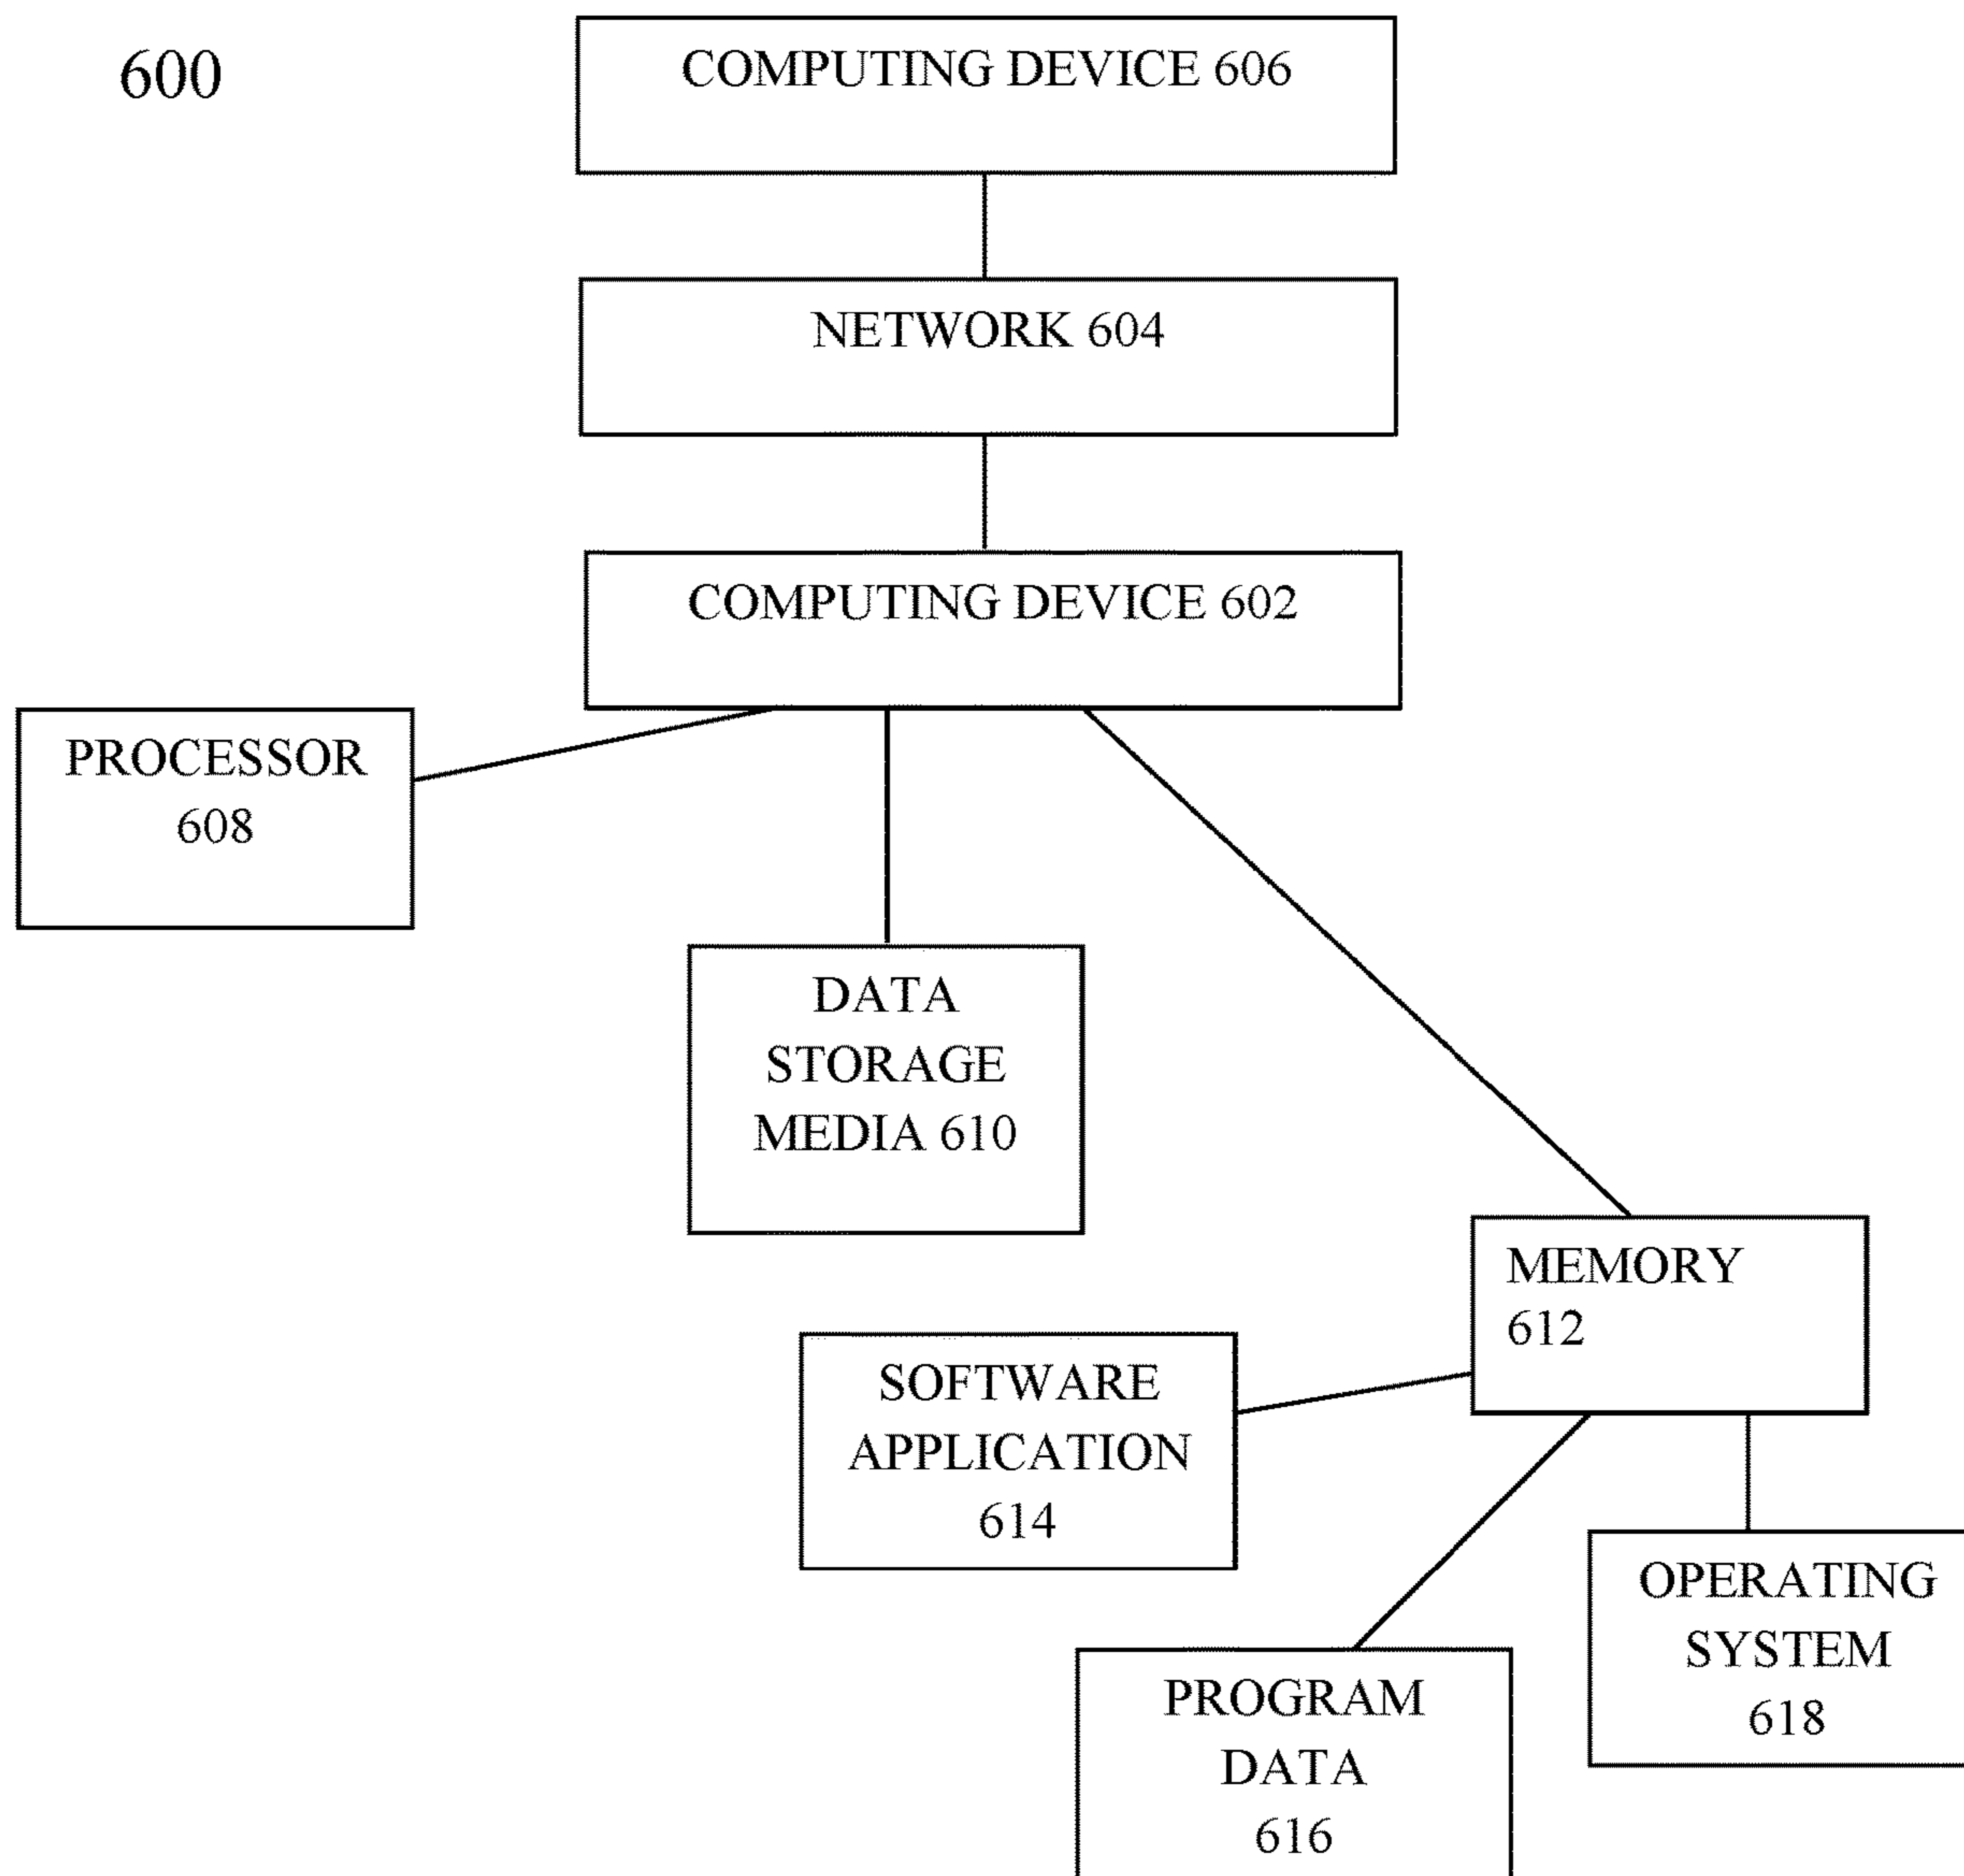 600
COMPUTING DEVICE 606
NETWORK 604
COMPUTING DEVICE 602
PROCESSOR
608
DATA
STORAGE
MEDIA 610
MEMORY
612
SOFTWARE
APPLICATION
614
OPERATING
SYSTEM
618
PROGRAM
DATA
616